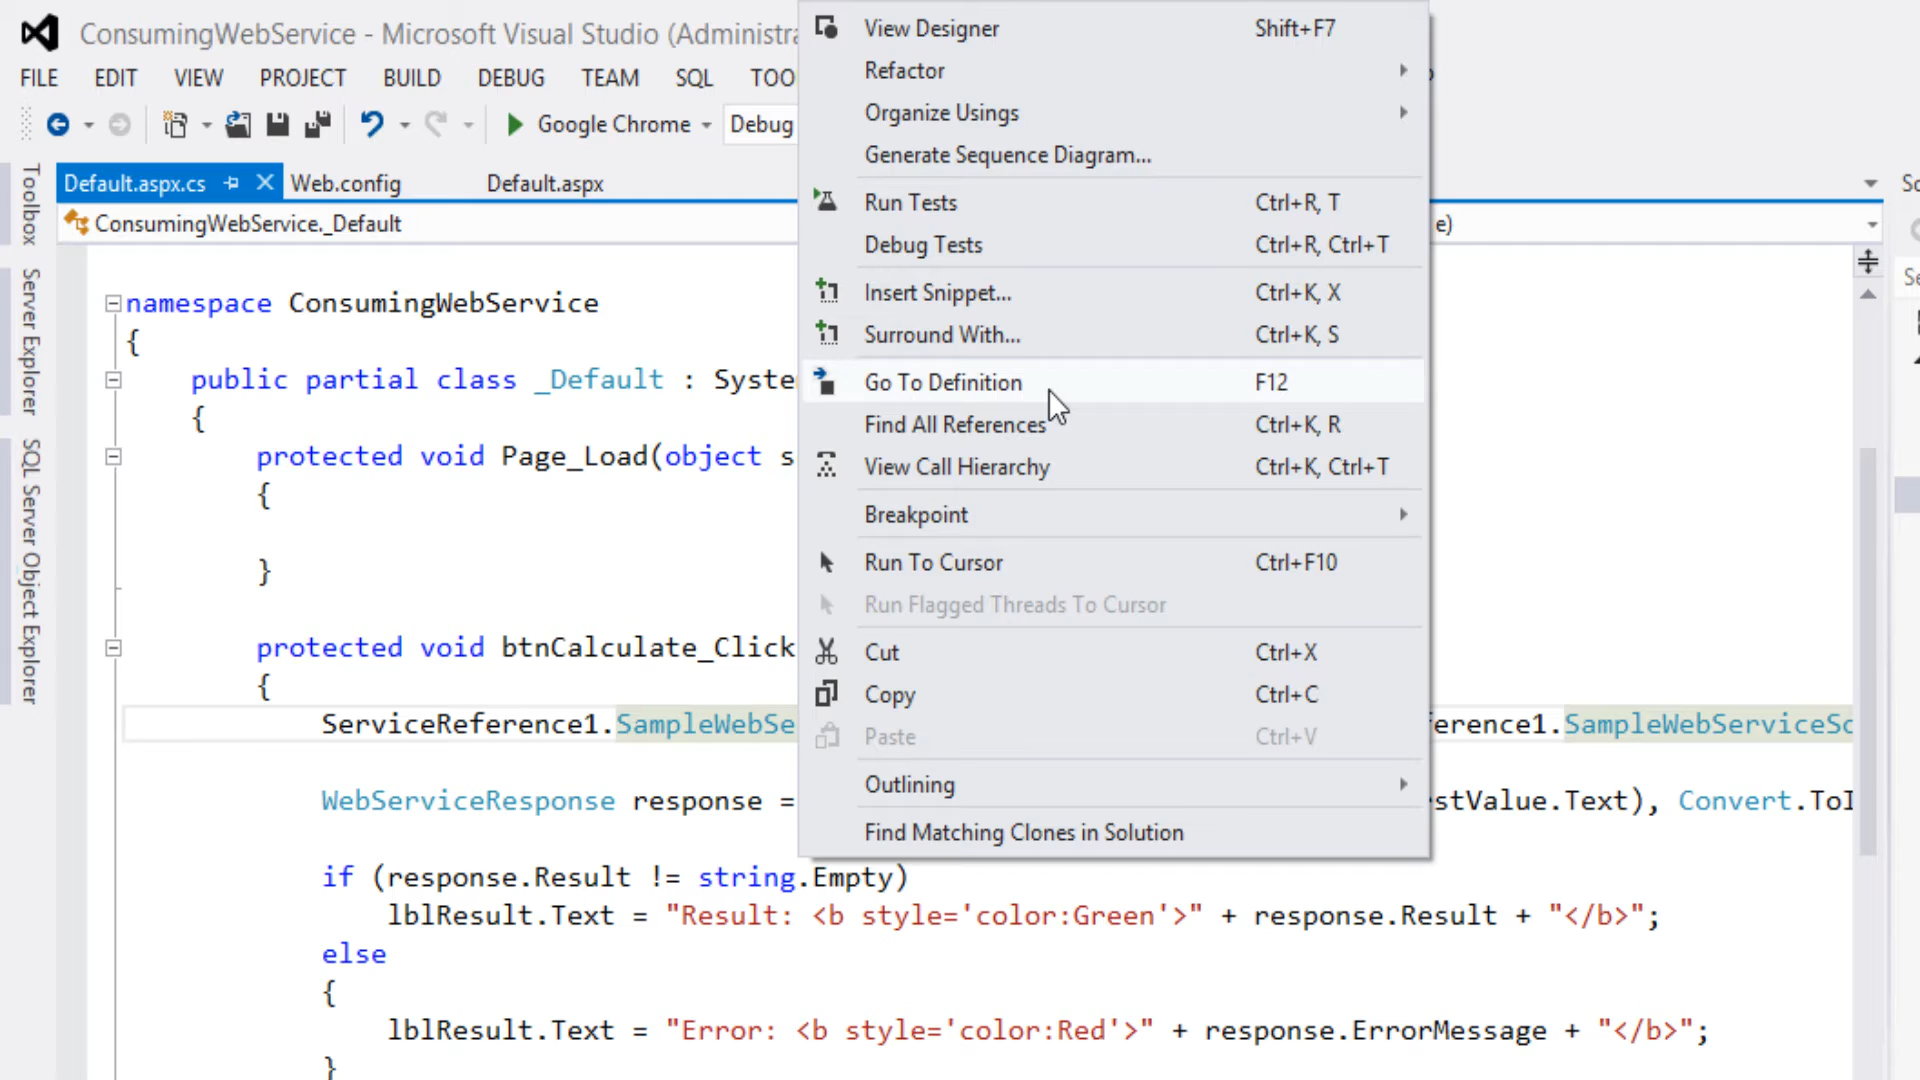 ConsumingWebService - Microsoft Visual Studio (Administra
FILE EDIT VIEW PROJECT BUILD DEBUG TEAM SQL TOO
Google Chrome Debug
Default.aspx.cs Web.config Default.aspx
ConsumingWebService._Default
e)
Toolbox
Server Explorer
SQL Server Object Explorer
So
Se
namespace ConsumingWebService
{
public partial class _Default : Syste
{
protected void Page_Load(object s
{
}
protected void btnCalculate_Click
{
ServiceReference1.SampleWebSe erence1.SampleWebServiceSo
WebServiceResponse response = stValue.Text), Convert.ToI
if (response.Result != string.Empty)
lblResult.Text = "Result: <b style='color:Green'>" + response.Result + "</b>";
else
{
lblResult.Text = "Error: <b style='color:Red'>" + response.ErrorMessage + "</b>";
}
View Designer Shift+F7
Refactor
Organize Usings
Generate Sequence Diagram...
Run Tests Ctrl+R, T
Debug Tests Ctrl+R, Ctrl+T
Insert Snippet... Ctrl+K, X
Surround With... Ctrl+K, S
Go To Definition F12
Find All References Ctrl+K, R
View Call Hierarchy Ctrl+K, Ctrl+T
Breakpoint
Run To Cursor Ctrl+F10
Run Flagged Threads To Cursor
Cut Ctrl+X
Copy Ctrl+C
Paste Ctrl+V
Outlining
Find Matching Clones in Solution